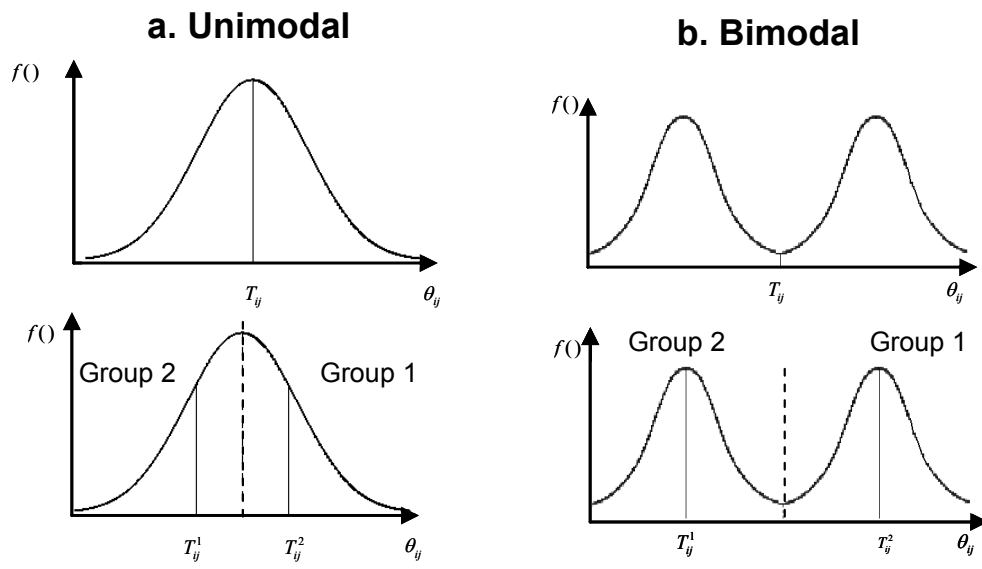 a. Unimodal
f()
T_ij
θ_ij
b. Bimodal
f()
T_ij
θ_ij
f()
Group 2
Group 1
T_ij^1
T_ij^2
θ_ij
f()
Group 2
Group 1
T_ij^1
T_ij^2
θ_ij